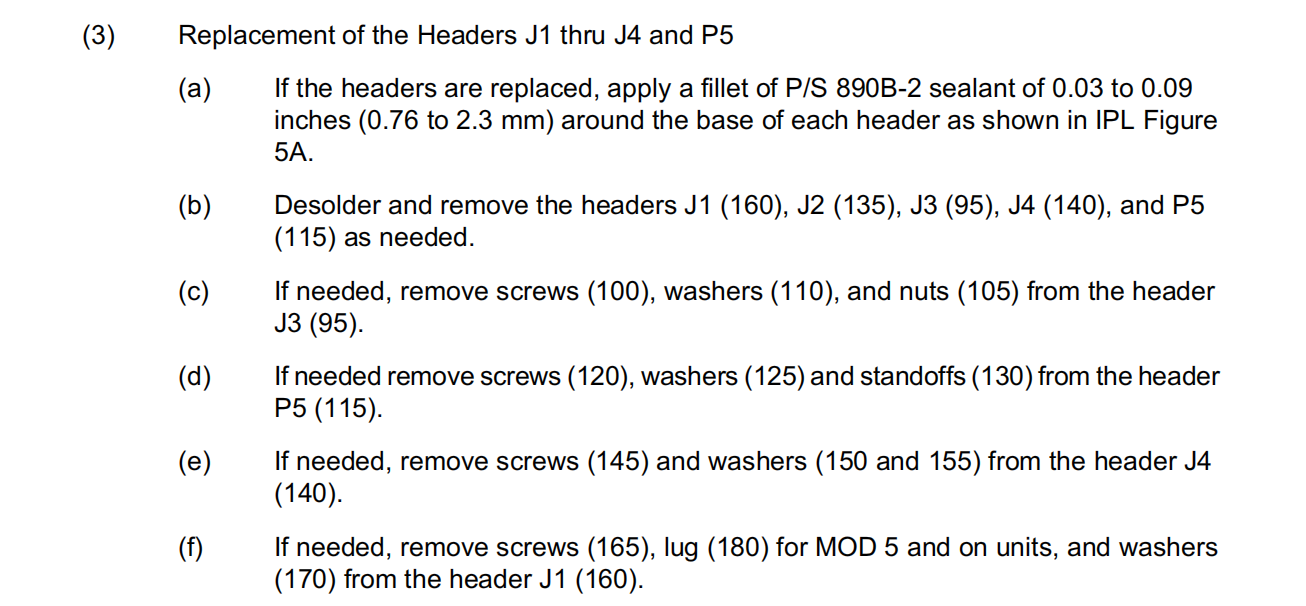 (3) Replacement of the Headers J1 thru J4 and P5
(a) If the headers are replaced, apply a fillet of P/S 890B-2 sealant of 0.03 to 0.09
inches (0.76 to 2.3 mm) around the base of each header as shown in IPL Figure
5A.
(b) Desolder and remove the headers J1 (160), J2 (135), J3 (95), J4 (140), and P5
(115) as needed.
(c) If needed, remove screws (100), washers (110), and nuts (105) from the header
J3 (95).
(d) If needed remove screws (120), washers (125) and standoffs (130) from the header
P5 (115).
(e) If needed, remove screws (145) and washers (150 and 155) from the header J4
(140).
(f) If needed, remove screws (165), lug (180) for MOD 5 and on units, and washers
(170) from the header J1 (160).